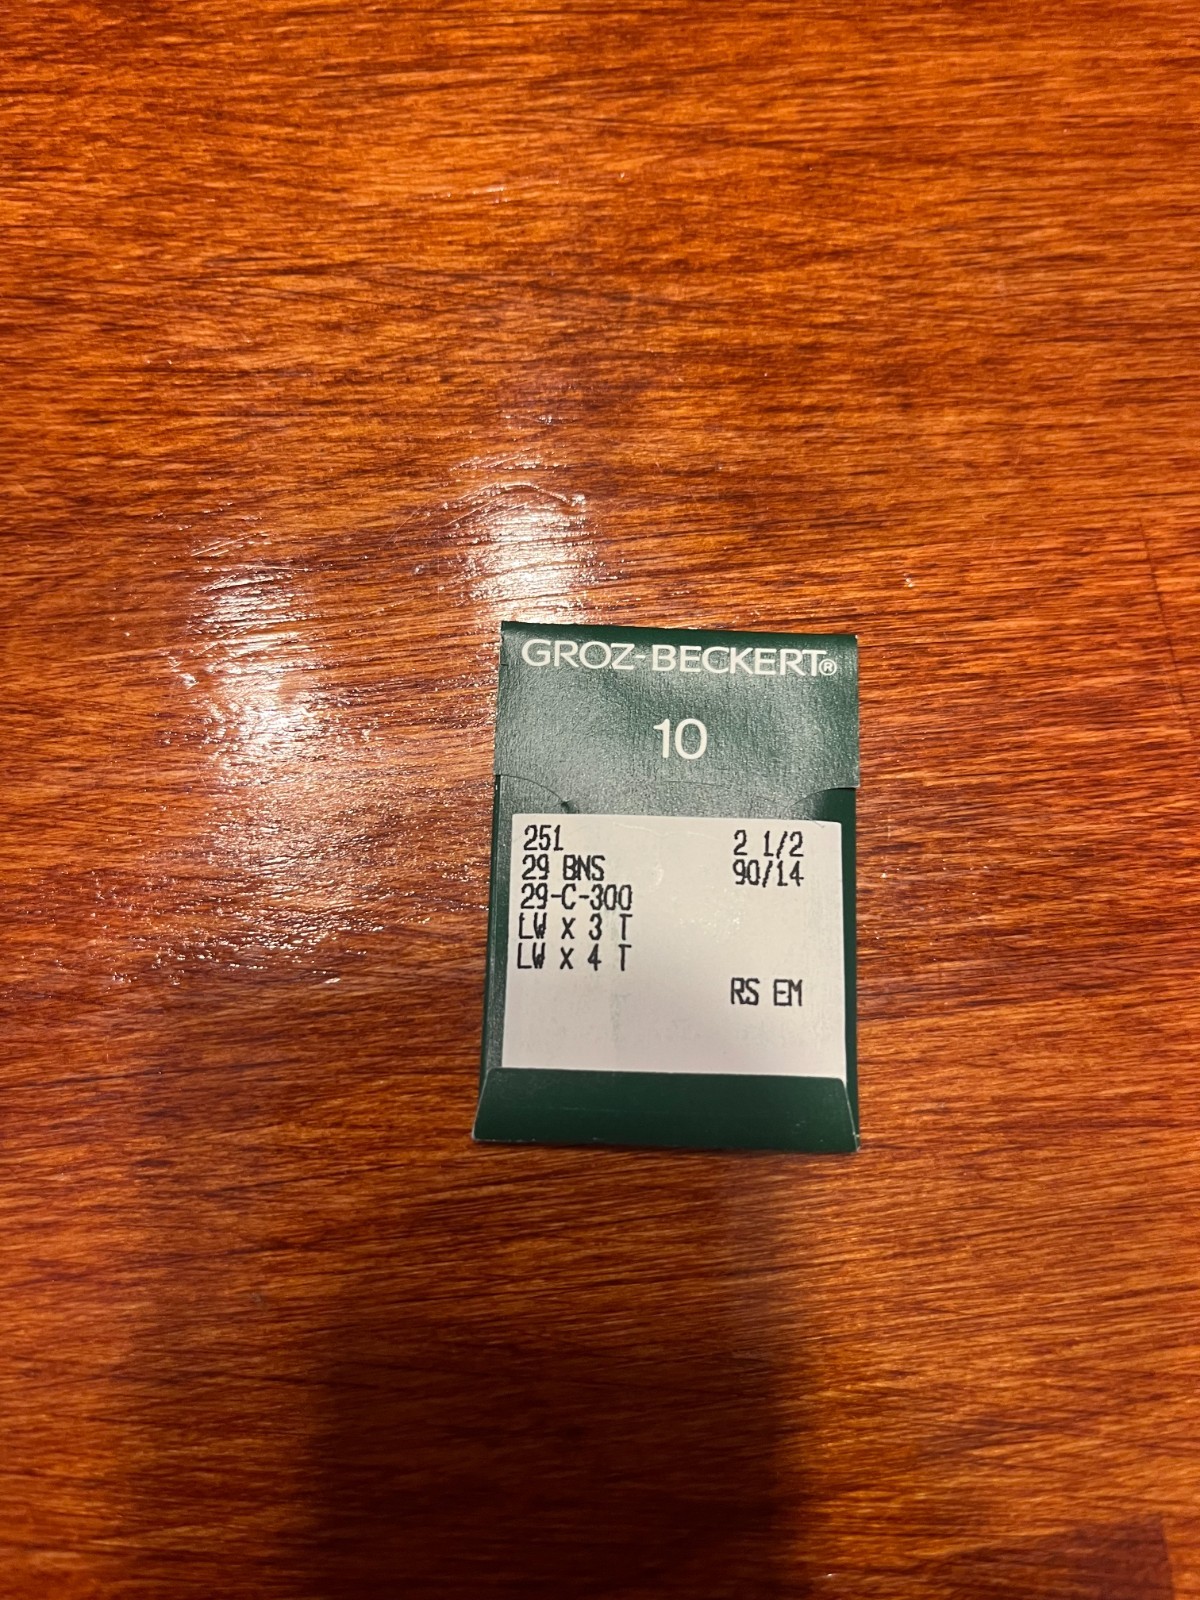 GROZ-BECKERT®
10
251 2 1/2
29 BNS 90/14
29-C-300
LW x 3 T
LW x 4 T
RS EM